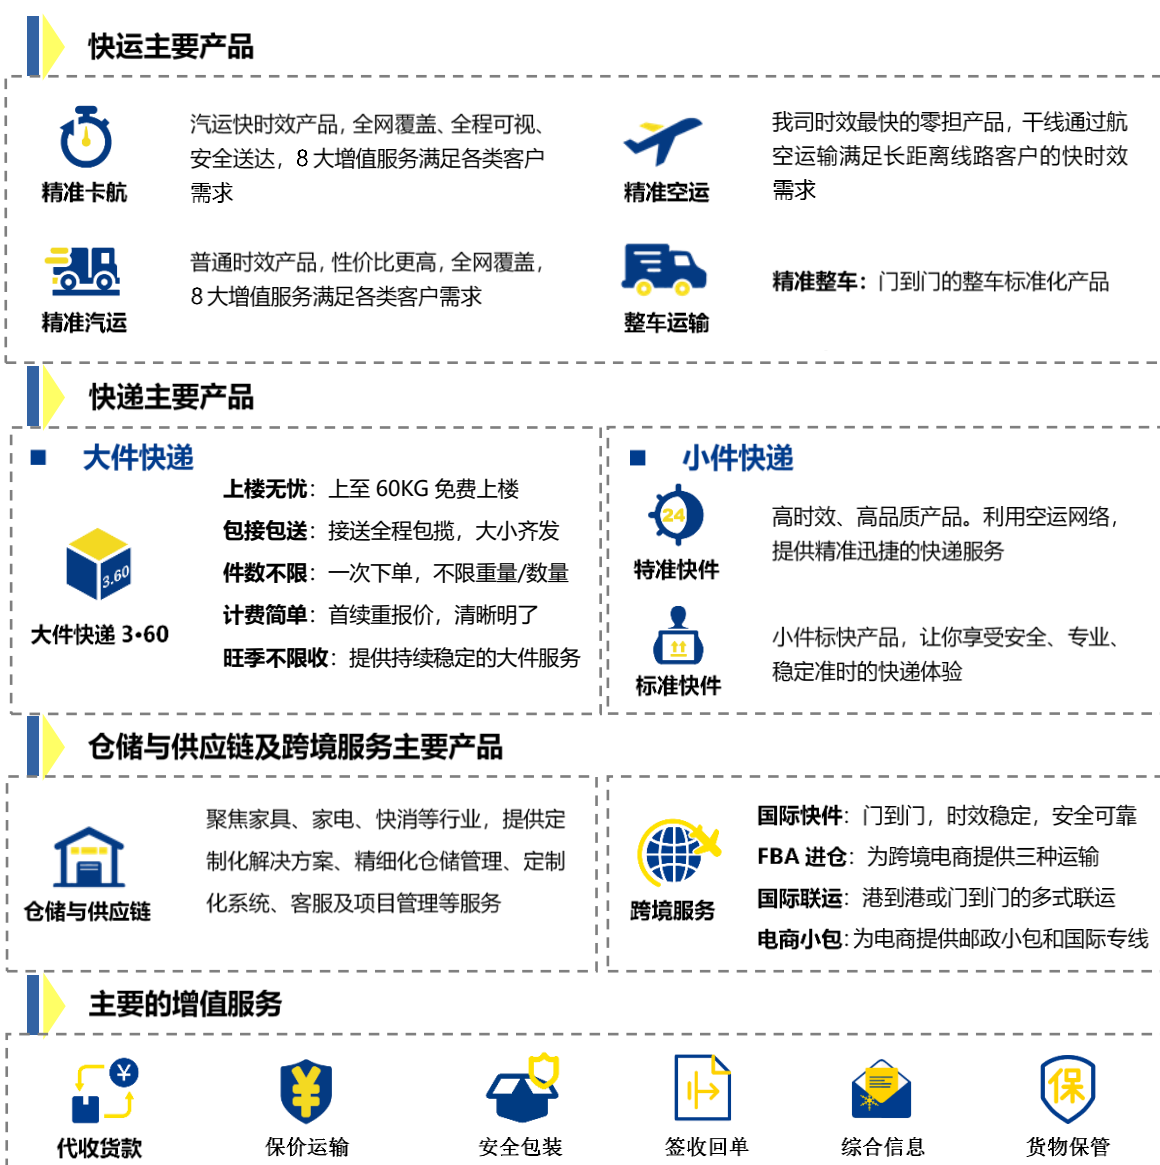 快运主要产品
精准卡航
汽运快时效产品，全网覆盖、全程可视、
安全送达，8大增值服务满足各类客户
需求
精准空运
我司时效最快的零担产品，干线通过航
空运输满足长距离线路客户的快时效
需求
精准汽运
普通时效产品，性价比更高，全网覆盖，
8大增值服务满足各类客户需求
整车运输
精准整车：门到门的整车标准化产品
快递主要产品
大件快递
3.60
大件快递 3•60
上楼无忧：上至 60KG 免费上楼
包接包送：接送全程包揽，大小齐发
件数不限：一次下单，不限重量/数量
计费简单：首续重报价，清晰明了
旺季不限收：提供持续稳定的大件服务
小件快递
24
特准快件
高时效、高品质产品。利用空运网络，
提供精准迅捷的快递服务
标准快件
小件标快产品，让你享受安全、专业、
稳定准时的快递体验
仓储与供应链及跨境服务主要产品
仓储与供应链
聚焦家具、家电、快消等行业，提供定
制化解决方案、精细化仓储管理、定制
化系统、客服及项目管理等服务
跨境服务
国际快件：门到门，时效稳定，安全可靠
FBA 进仓：为跨境电商提供三种运输
国际联运：港到港或门到门的多式联运
电商小包：为电商提供邮政小包和国际专线
主要的增值服务
¥
代收货款
¥
保价运输
安全包装
签收回单
综合信息
保
货物保管